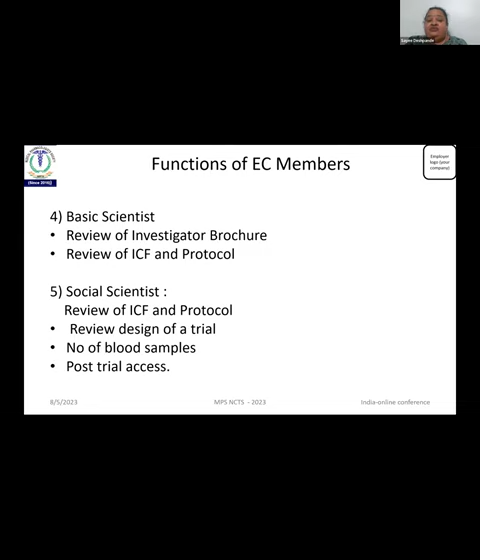 Functions of EC Members
Employer
logo (your
company)
(Since 2010)
4) Basic Scientist
• Review of Investigator Brochure
• Review of ICF and Protocol
5) Social Scientist :
Review of ICF and Protocol
• Review design of a trial
• No of blood samples
• Post trial access.
8/5/2023
MPS NCTS - 2023
India-online conference